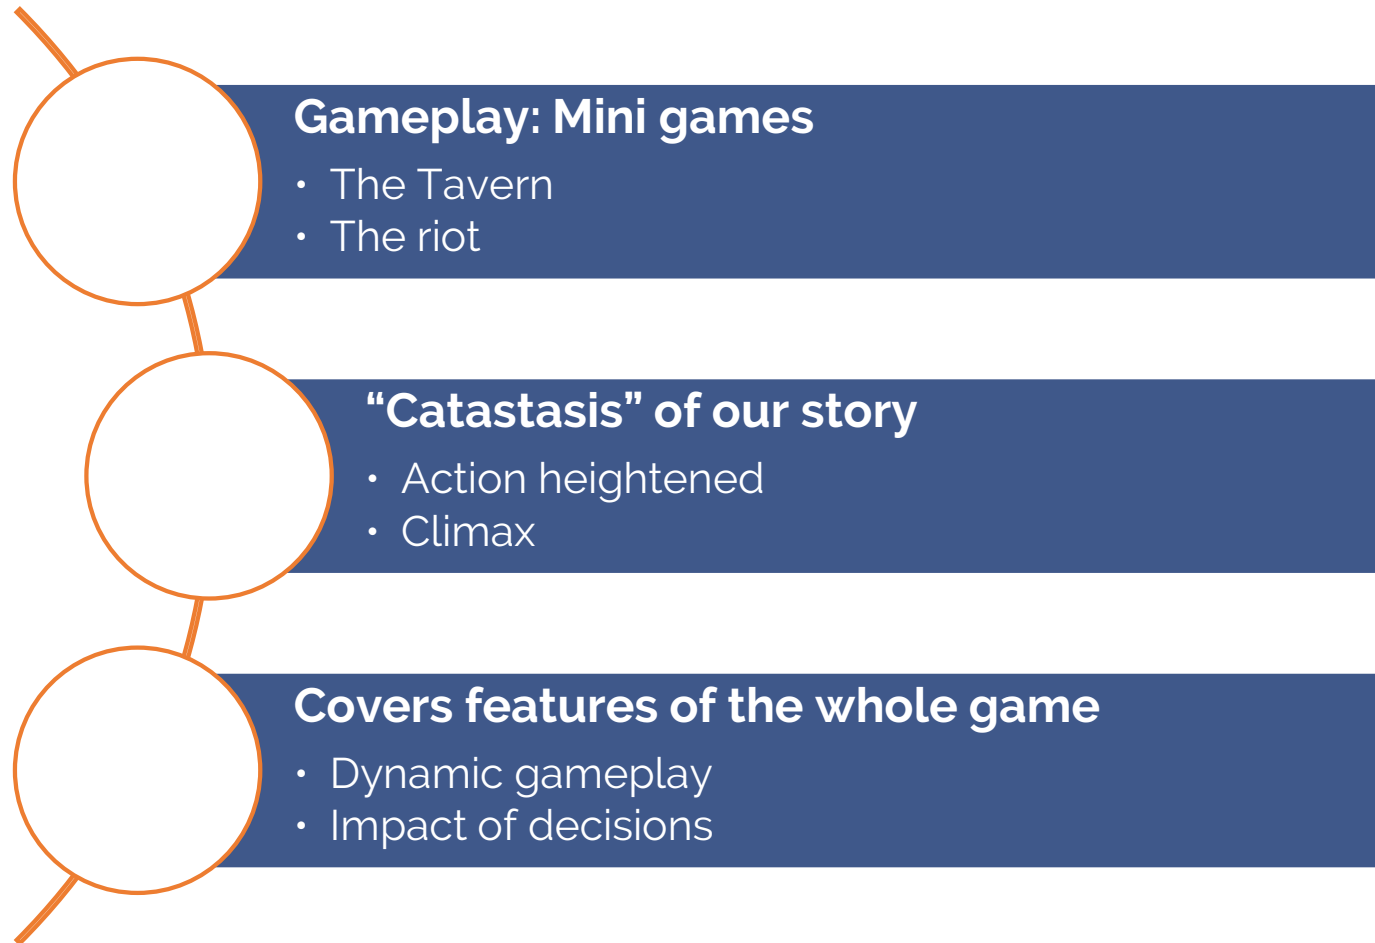 Gameplay: Mini games
• The Tavern
• The riot
“Catastasis” of our story
• Action heightened
• Climax
Covers features of the whole game
• Dynamic gameplay
• Impact of decisions